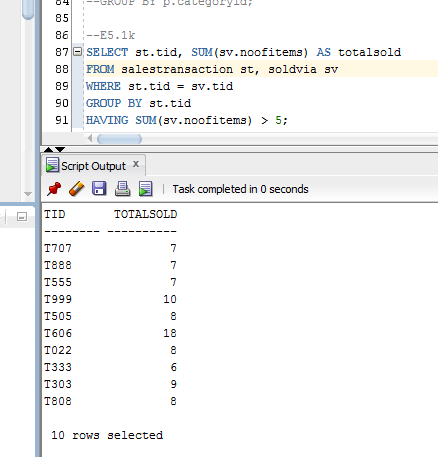 84 --GROUP BY p.categoryid;
85
86 --E5.1k
87 SELECT st.tid, SUM(sv.noofitems) AS totalsold
88 FROM salestransaction st, soldvia sv
89 WHERE st.tid = sv.tid
90 GROUP BY st.tid
91 HAVING SUM(sv.noofitems) > 5;
Script Output x
Task completed in 0 seconds
TID TOTALSOLD
-------- ----------
T707 7
T888 7
T555 7
T999 10
T505 8
T606 18
T022 8
T333 6
T303 9
T808 8
10 rows selected